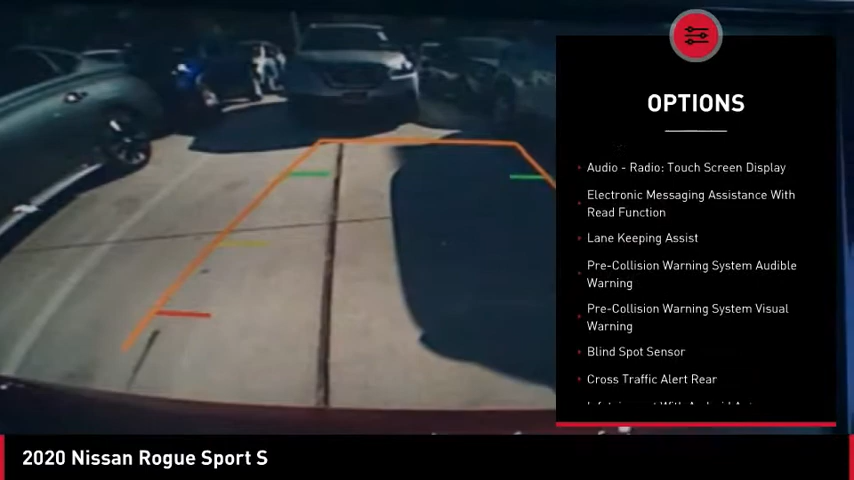 OPTIONS
Audio - Radio: Touch Screen Display
Electronic Messaging Assistance With
Read Function
Lane Keeping Assist
Pre-Collision Warning System Audible
Warning
Pre-Collision Warning System Visual
Warning
Blind Spot Sensor
Cross Traffic Alert Rear
2020 Nissan Rogue Sport S